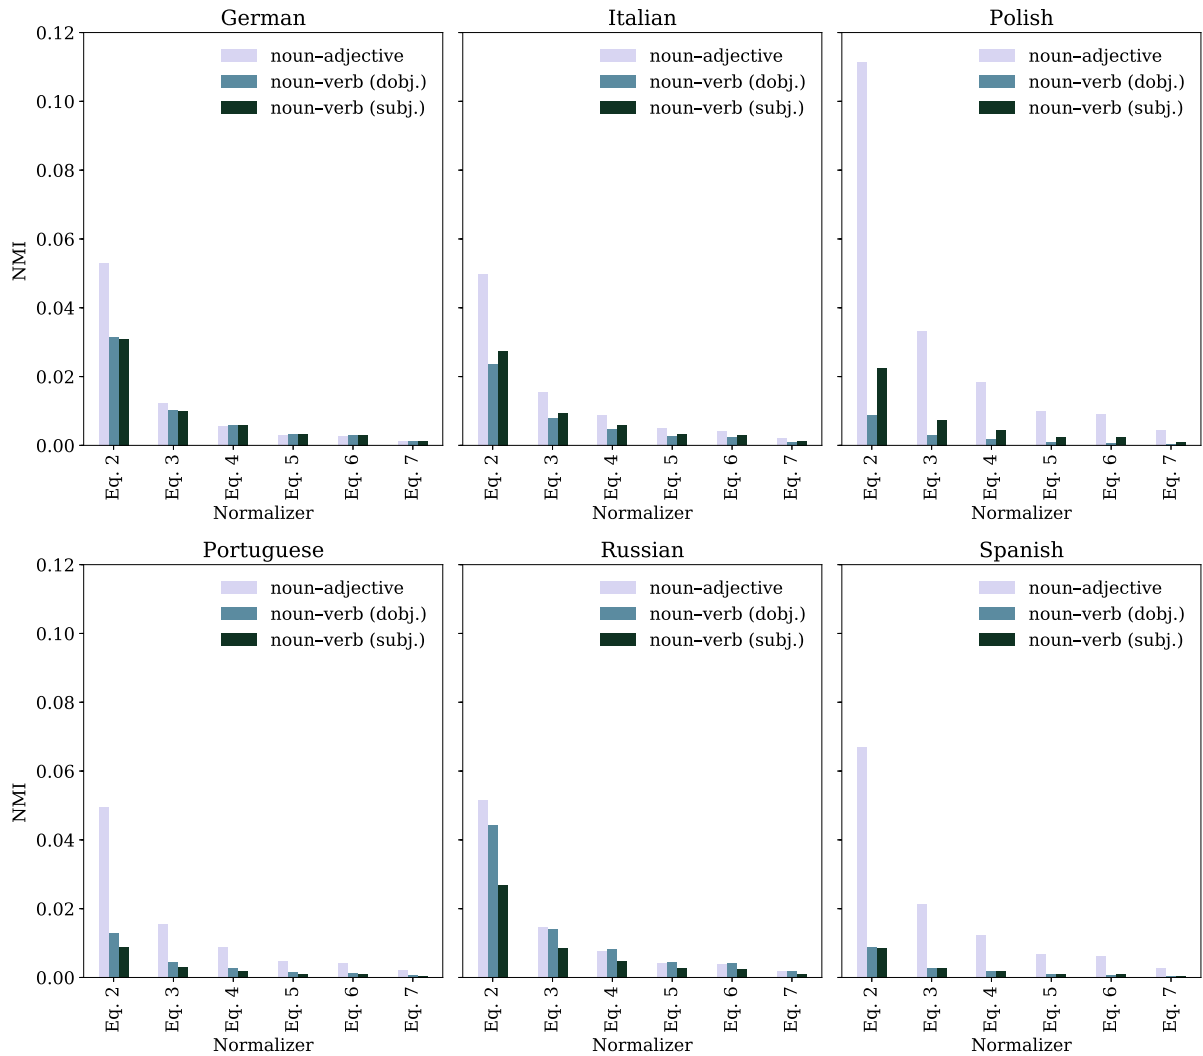 German
Italian
Polish
0.12
0.10
0.08
0.06
0.04
0.02
0.00
NMI
noun–adjective
noun–verb (dobj.)
noun–verb (subj.)
noun–adjective
noun–verb (dobj.)
noun–verb (subj.)
noun–adjective
noun–verb (dobj.)
noun–verb (subj.)
Eq. 2
Eq. 3
Eq. 4
Eq. 5
Eq. 6
Eq. 7
Eq. 2
Eq. 3
Eq. 4
Eq. 5
Eq. 6
Eq. 7
Eq. 2
Eq. 3
Eq. 4
Eq. 5
Eq. 6
Eq. 7
Normalizer
Normalizer
Normalizer
Portuguese
Russian
Spanish
0.12
0.10
0.08
0.06
0.04
0.02
0.00
NMI
noun–adjective
noun–verb (dobj.)
noun–verb (subj.)
noun–adjective
noun–verb (dobj.)
noun–verb (subj.)
noun–adjective
noun–verb (dobj.)
noun–verb (subj.)
Eq. 2
Eq. 3
Eq. 4
Eq. 5
Eq. 6
Eq. 7
Eq. 2
Eq. 3
Eq. 4
Eq. 5
Eq. 6
Eq. 7
Eq. 2
Eq. 3
Eq. 4
Eq. 5
Eq. 6
Eq. 7
Normalizer
Normalizer
Normalizer